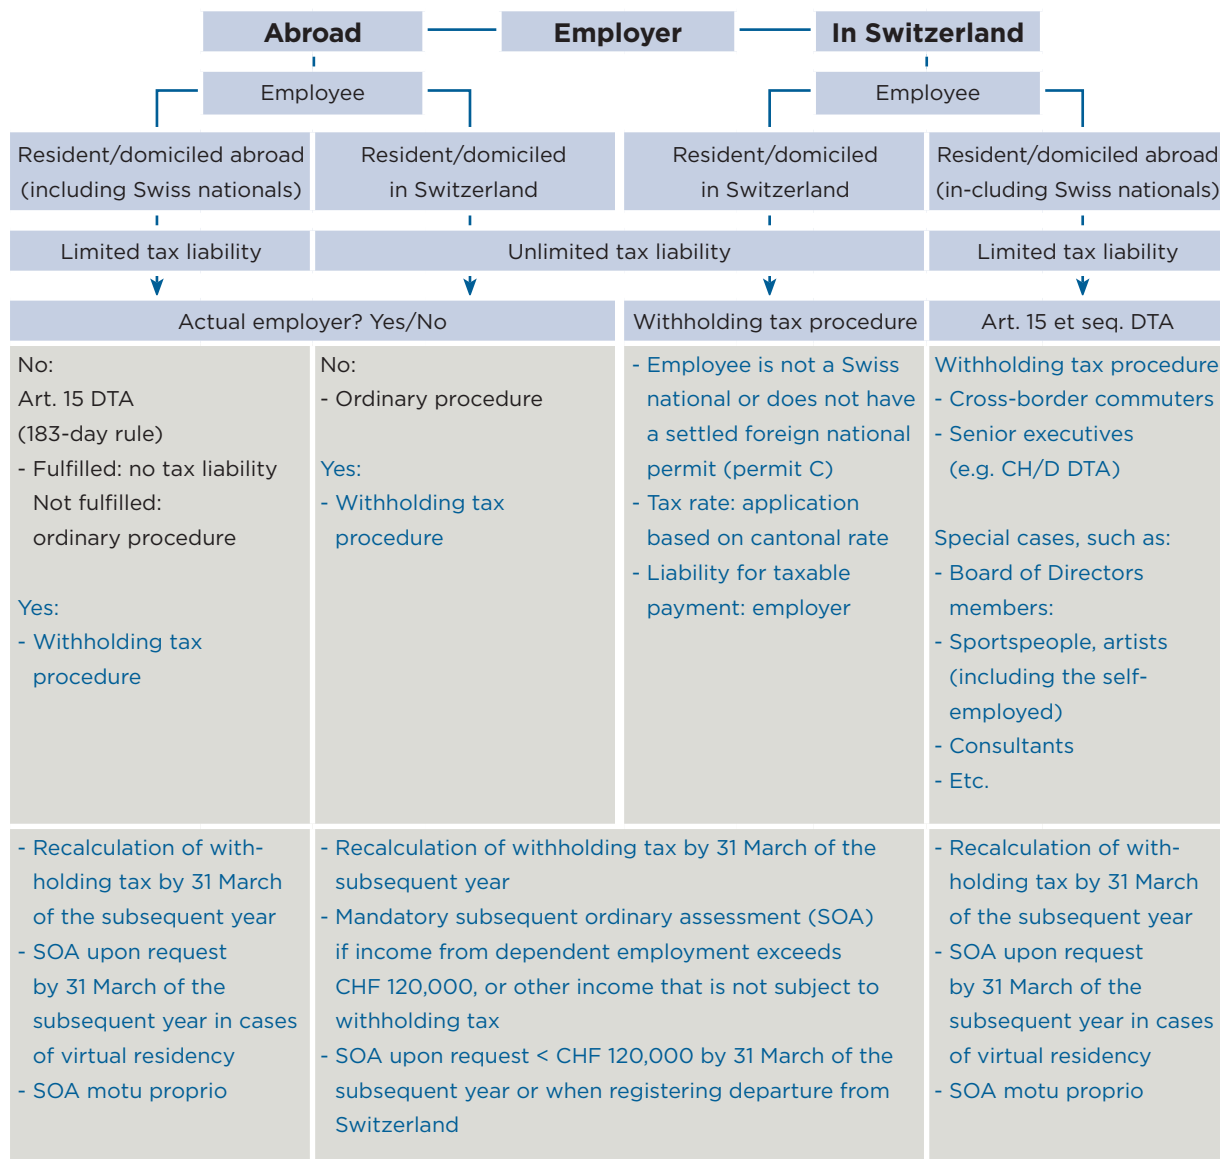 Abroad
Employer
In Switzerland
Employee
Employee
Resident/domiciled abroad
(including Swiss nationals)
Resident/domiciled
in Switzerland
Resident/domiciled
in Switzerland
Resident/domiciled abroad
(in-cluding Swiss nationals)
Limited tax liability
Unlimited tax liability
Limited tax liability
Actual employer? Yes/No
Withholding tax procedure
Art. 15 et seq. DTA
No:
Art. 15 DTA
(183-day rule)
- Fulfilled: no tax liability
Not fulfilled:
ordinary procedure
Yes:
- Withholding tax
procedure
No:
- Ordinary procedure
Yes:
- Withholding tax
procedure
- Employee is not a Swiss
national or does not have
a settled foreign national
permit (permit C)
- Tax rate: application
based on cantonal rate
- Liability for taxable
payment: employer
Withholding tax procedure
- Cross-border commuters
- Senior executives
(e.g. CH/D DTA)
Special cases, such as:
- Board of Directors
members:
- Sportspeople, artists
(including the self-
employed)
- Consultants
- Etc.
- Recalculation of with-
holding tax by 31 March
of the subsequent year
- SOA upon request
by 31 March of the
subsequent year in cases
of virtual residency
- SOA motu proprio
- Recalculation of withholding tax by 31 March of the
subsequent year
- Mandatory subsequent ordinary assessment (SOA)
if income from dependent employment exceeds
CHF 120,000, or other income that is not subject to
withholding tax
- SOA upon request < CHF 120,000 by 31 March of the
subsequent year or when registering departure from
Switzerland
- Recalculation of with-
holding tax by 31 March
of the subsequent year
- SOA upon request
by 31 March of the
subsequent year in cases
of virtual residency
- SOA motu proprio